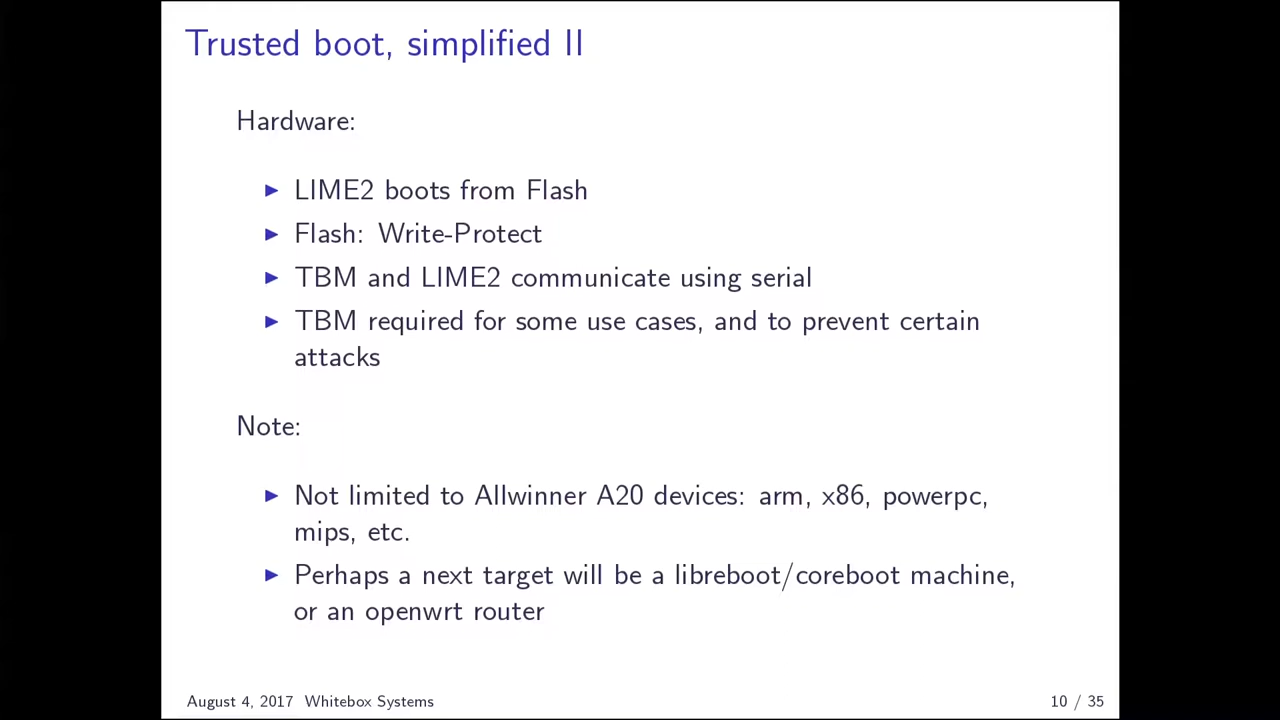 Trusted boot, simplified II
Hardware:
LIME2 boots from Flash
Flash: Write-Protect
TBM and LIME2 communicate using serial
TBM required for some use cases, and to prevent certain
attacks
Note:
Not limited to Allwinner A20 devices: arm, x86, powerpc,
mips, etc.
Perhaps a next target will be a libreboot/coreboot machine,
or an openwrt router
August 4, 2017 Whitebox Systems
10 / 35